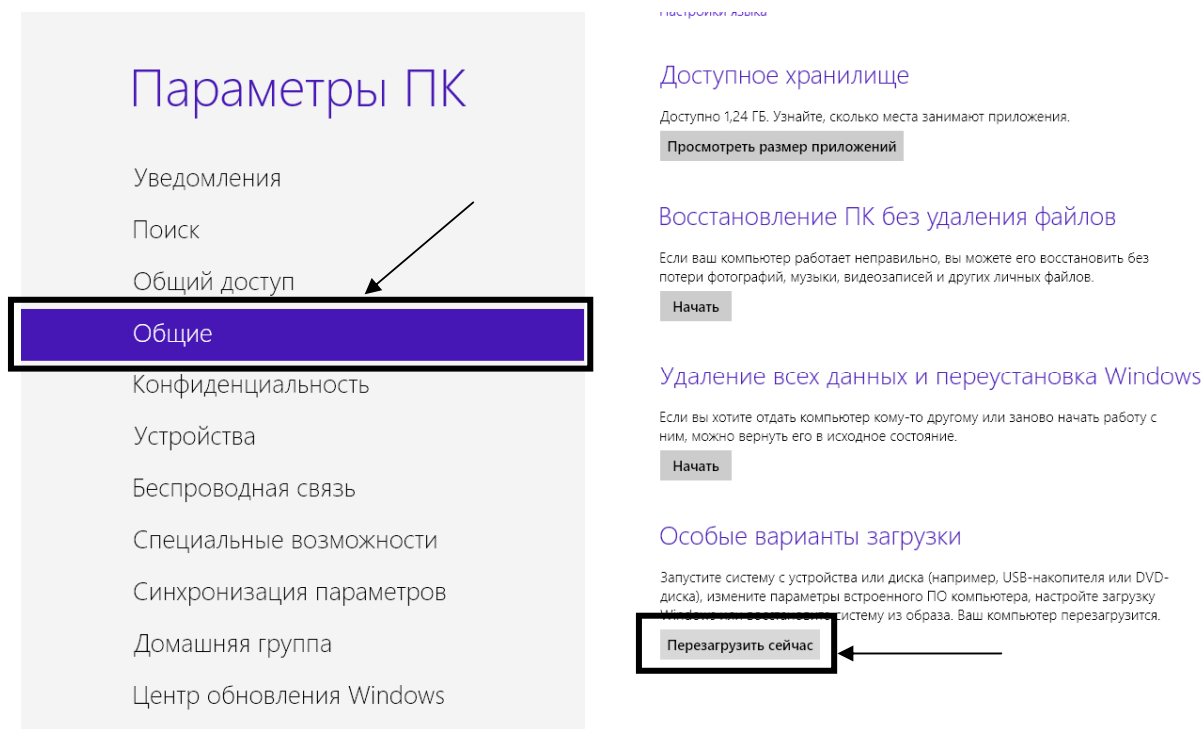 Параметры ПК
Уведомления
Поиск
Общий доступ
Общие
Конфиденциальность
Устройства
Беспроводная связь
Специальные возможности
Синхронизация параметров
Домашняя группа
Центр обновления Windows
Настройки языка
Доступное хранилище
Доступно 1,24 ГБ. Узнайте, сколько места занимают приложения.
Просмотреть размер приложений
Восстановление ПК без удаления файлов
Если ваш компьютер работает неправильно, вы можете его восстановить без
потери фотографий, музыки, видеозаписей и других личных файлов.
Начать
Удаление всех данных и переустановка Windows
Если вы хотите отдать компьютер кому-то другому или заново начать работу с
ним, можно вернуть его в исходное состояние.
Начать
Особые варианты загрузки
Запустите систему с устройства или диска (например, USB-накопителя или DVD-
диска), измените параметры встроенного ПО компьютера, настройте загрузку
Windows или восстановите систему из образа. Ваш компьютер перезагрузится.
Перезагрузить сейчас